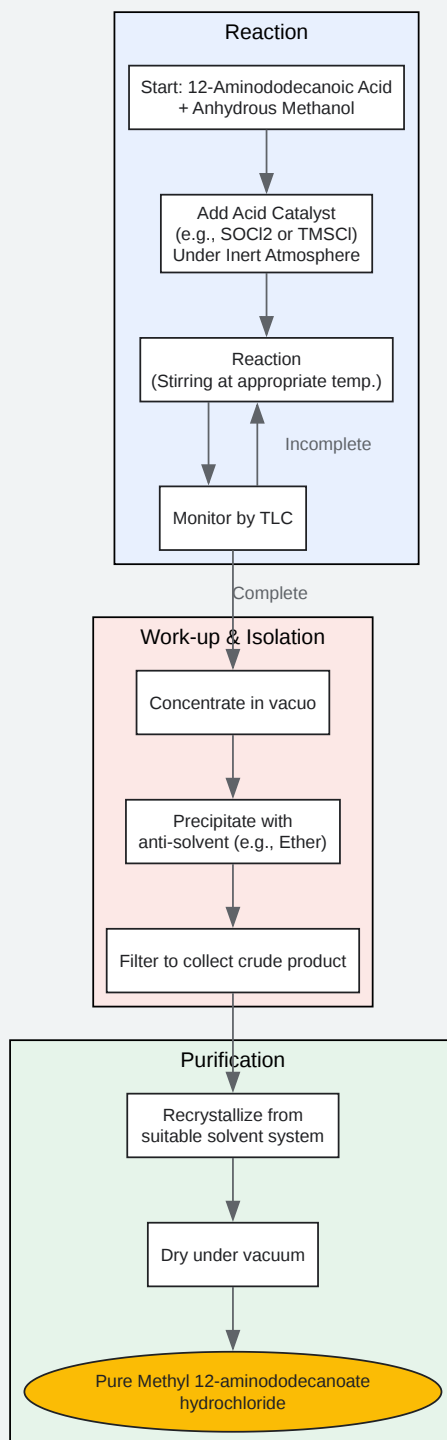 Reaction
Start: 12-Aminododecanoic Acid
+ Anhydrous Methanol
Add Acid Catalyst
(e.g., SOCl2 or TMSCl)
Under Inert Atmosphere
Reaction
(Stirring at appropriate temp.)
Incomplete
Monitor by TLC
Complete
Work-up & Isolation
Concentrate in vacuo
Precipitate with
anti-solvent (e.g., Ether)
Filter to collect crude product
Purification
Recrystallize from
suitable solvent system
Dry under vacuum
Pure Methyl 12-aminododecanoate
hydrochloride